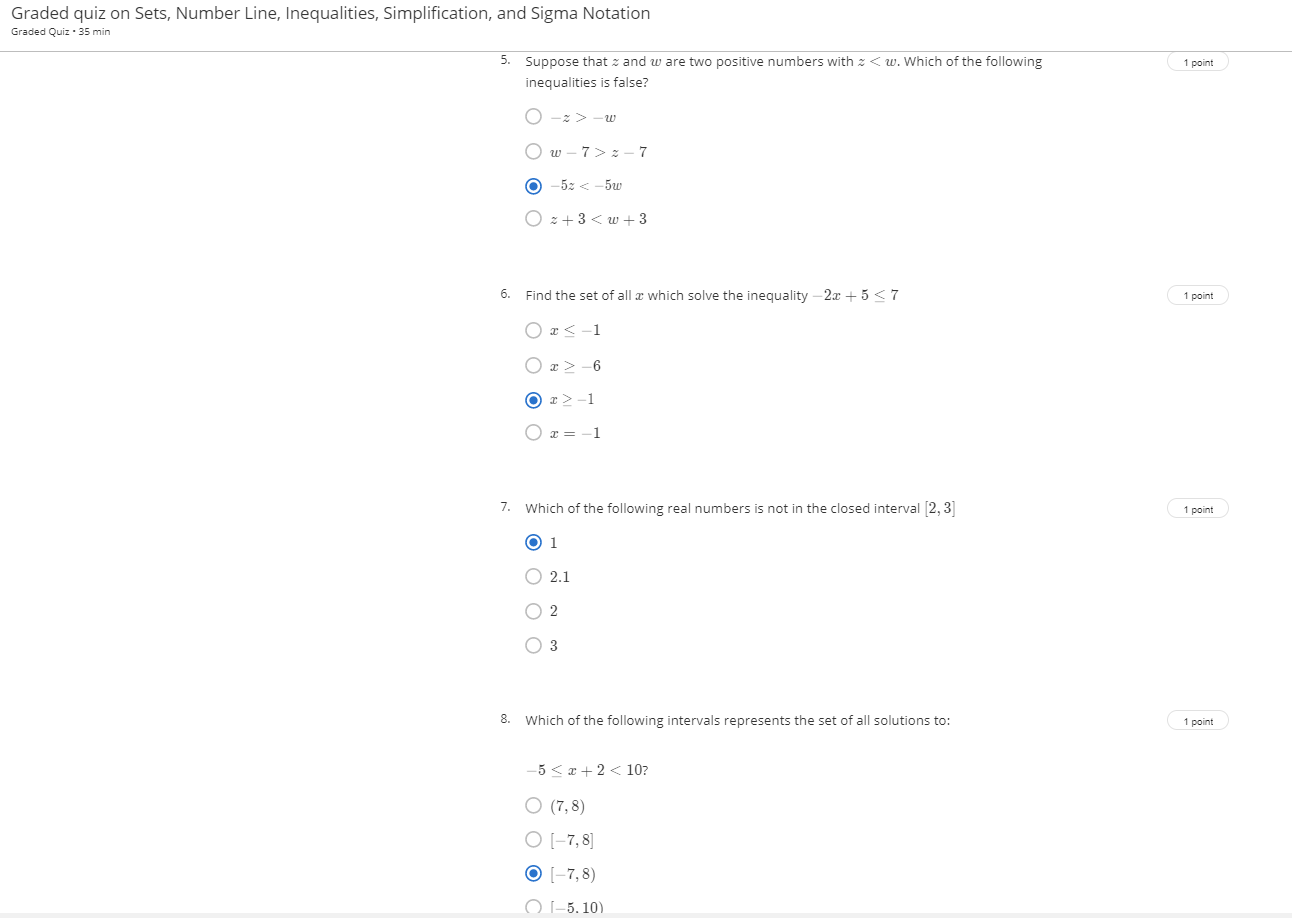 Graded quiz on Sets, Number Line, Inequalities, Simplification, and Sigma Notation
Graded Quiz • 35 min
5. Suppose that z and w are two positive numbers with z < w. Which of the following 1 point
inequalities is false?
−z > −w
w − 7 > z − 7
−5z < −5w
z + 3 < w + 3
6. Find the set of all x which solve the inequality −2x + 5 ≤ 7 1 point
x ≤ −1
x ≥ −6
x ≥ −1
x = −1
7. Which of the following real numbers is not in the closed interval [2, 3] 1 point
1
2.1
2
3
8. Which of the following intervals represents the set of all solutions to: 1 point
−5 ≤ x + 2 < 10?
(7, 8)
[−7, 8]
[−7, 8)
[−5, 10)